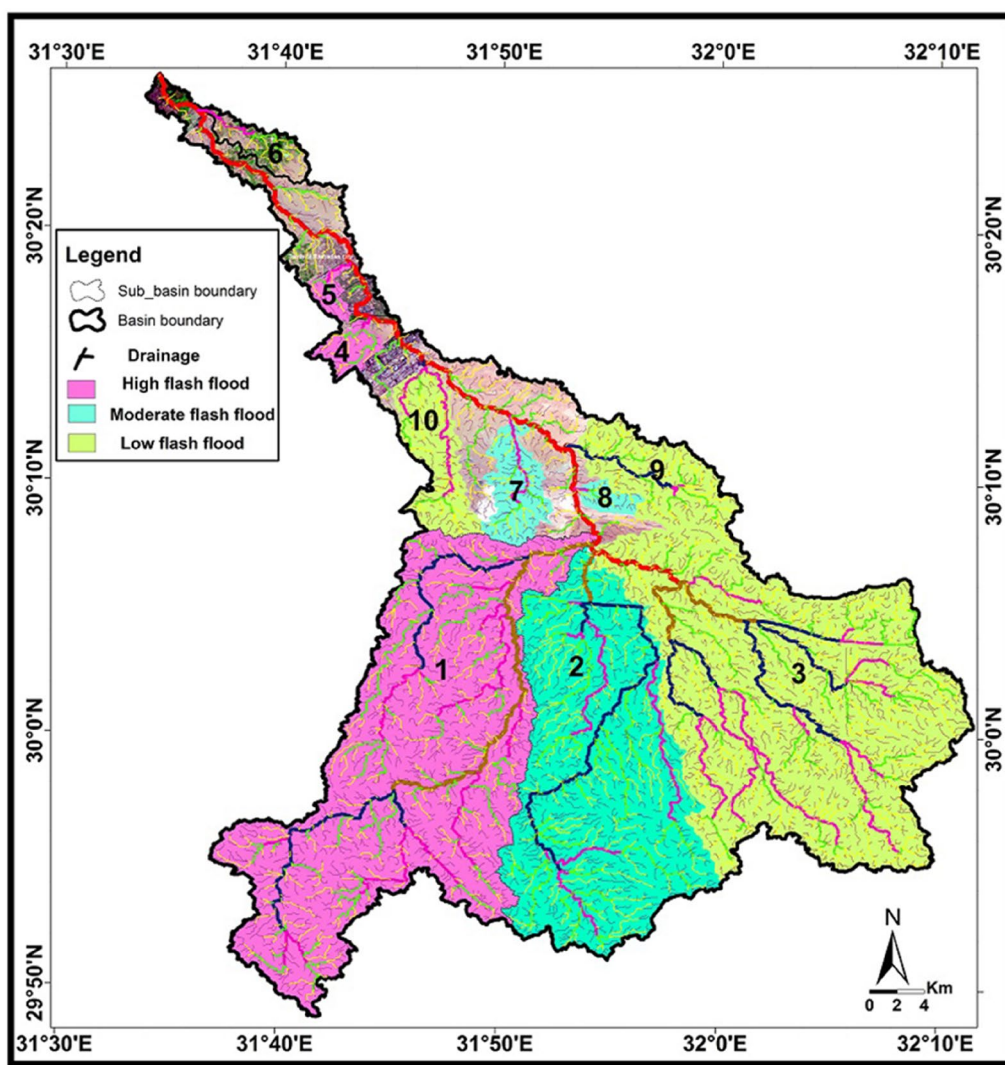 31°30'E 31°40'E 31°50'E 32°0'E 32°10'E
6
30°20'N 30°20'N
Legend
Sub_basin boundary
Basin boundary
Drainage
High flash flood
Moderate flash flood
Low flash flood
5
4
10
9
30°10'N 30°10'N
7
8
1
2
3
30°0'N 30°0'N
N
Km
0 2 4
29°50'N
31°30'E 31°40'E 31°50'E 32°0'E 32°10'E